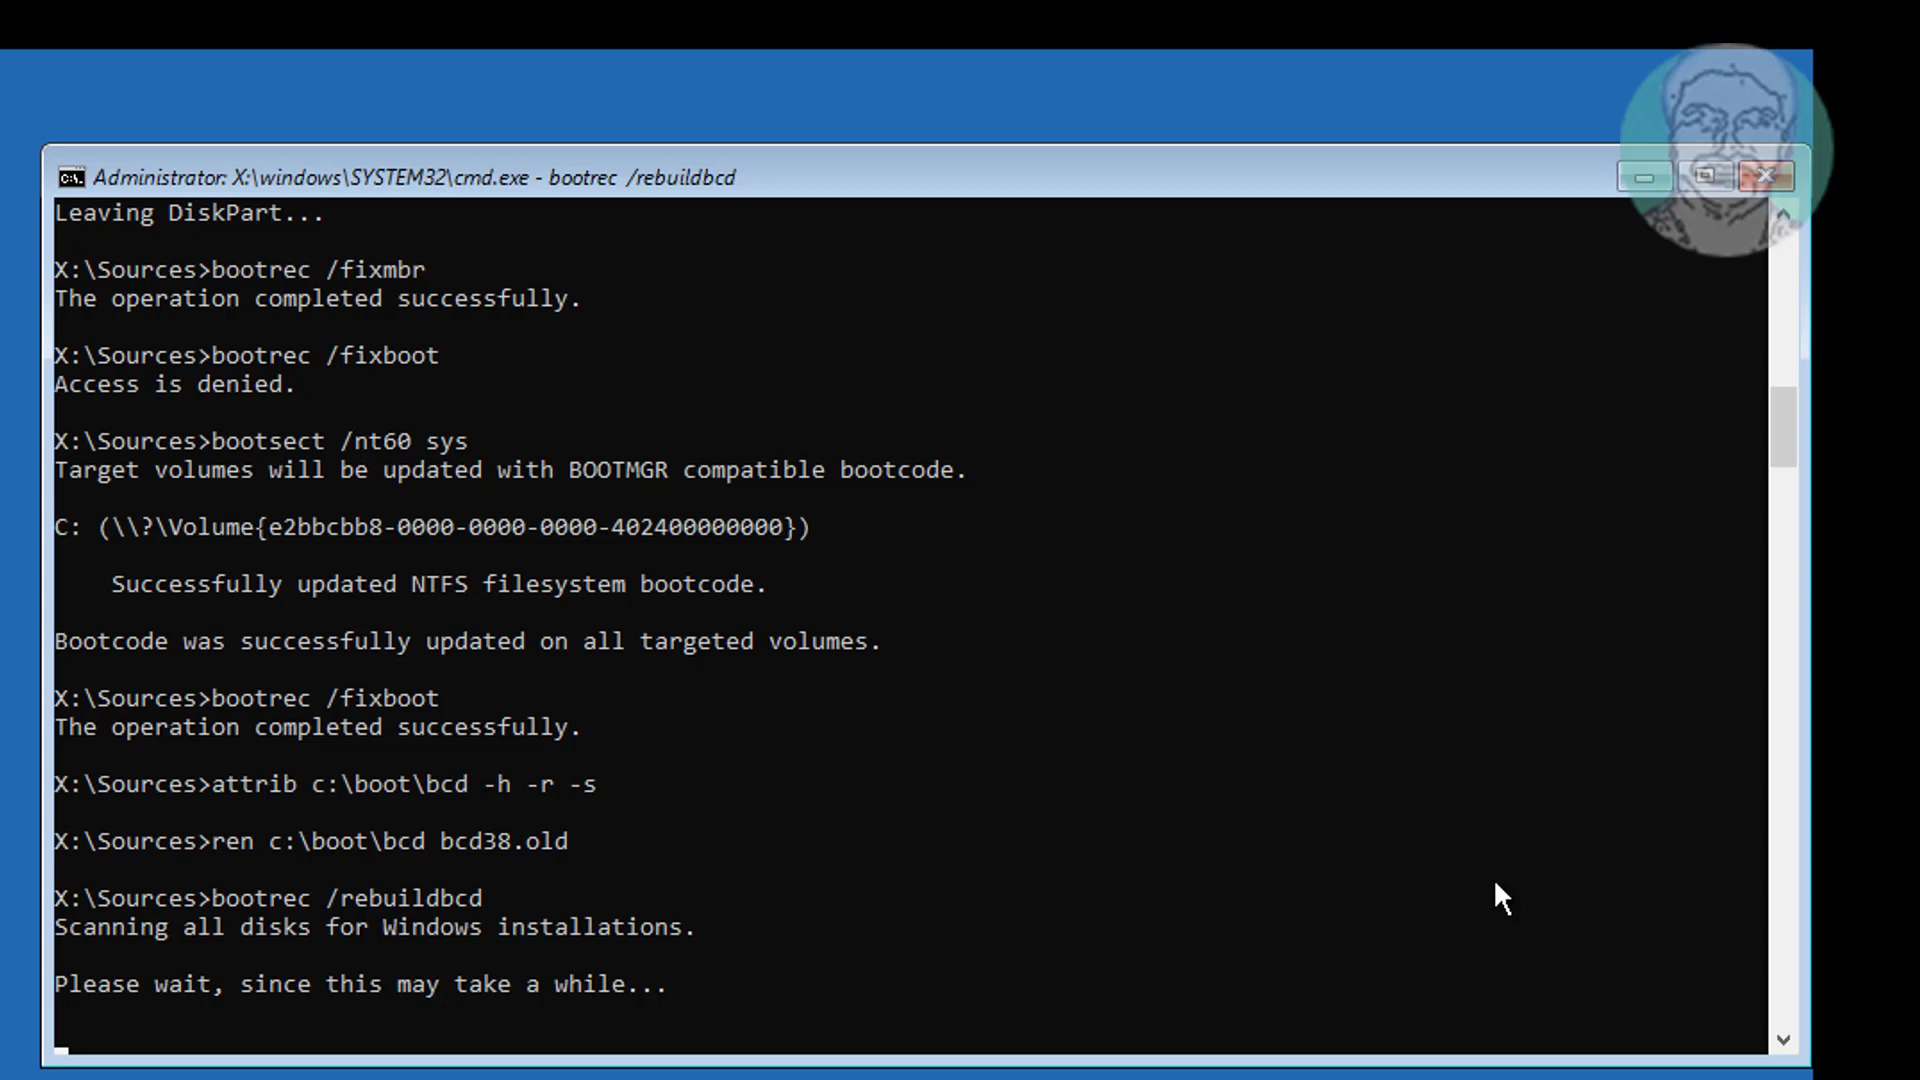 Administrator: X:\windows\SYSTEM32\cmd.exe - bootrec /rebuildbcd
Leaving DiskPart...
X:\Sources>bootrec /fixmbr
The operation completed successfully.
X:\Sources>bootrec /fixboot
Access is denied.
X:\Sources>bootsect /nt60 sys
Target volumes will be updated with BOOTMGR compatible bootcode.
C: (\\?\Volume{e2bbcbb8-0000-0000-0000-402400000000})
Successfully updated NTFS filesystem bootcode.
Bootcode was successfully updated on all targeted volumes.
X:\Sources>bootrec /fixboot
The operation completed successfully.
X:\Sources>attrib c:\boot\bcd -h -r -s
X:\Sources>ren c:\boot\bcd bcd38.old
X:\Sources>bootrec /rebuildbcd
Scanning all disks for Windows installations.
Please wait, since this may take a while...